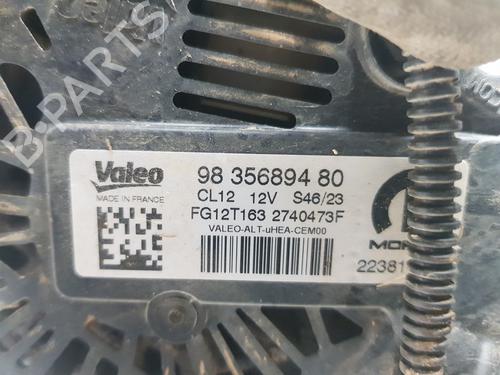 Valeo
MADE IN FRANCE
98 356894 80
CL12 12V S46/23
FG12T163 2740473F
VALEO-ALT-uHEA-CEM00
22381
B-PARTS